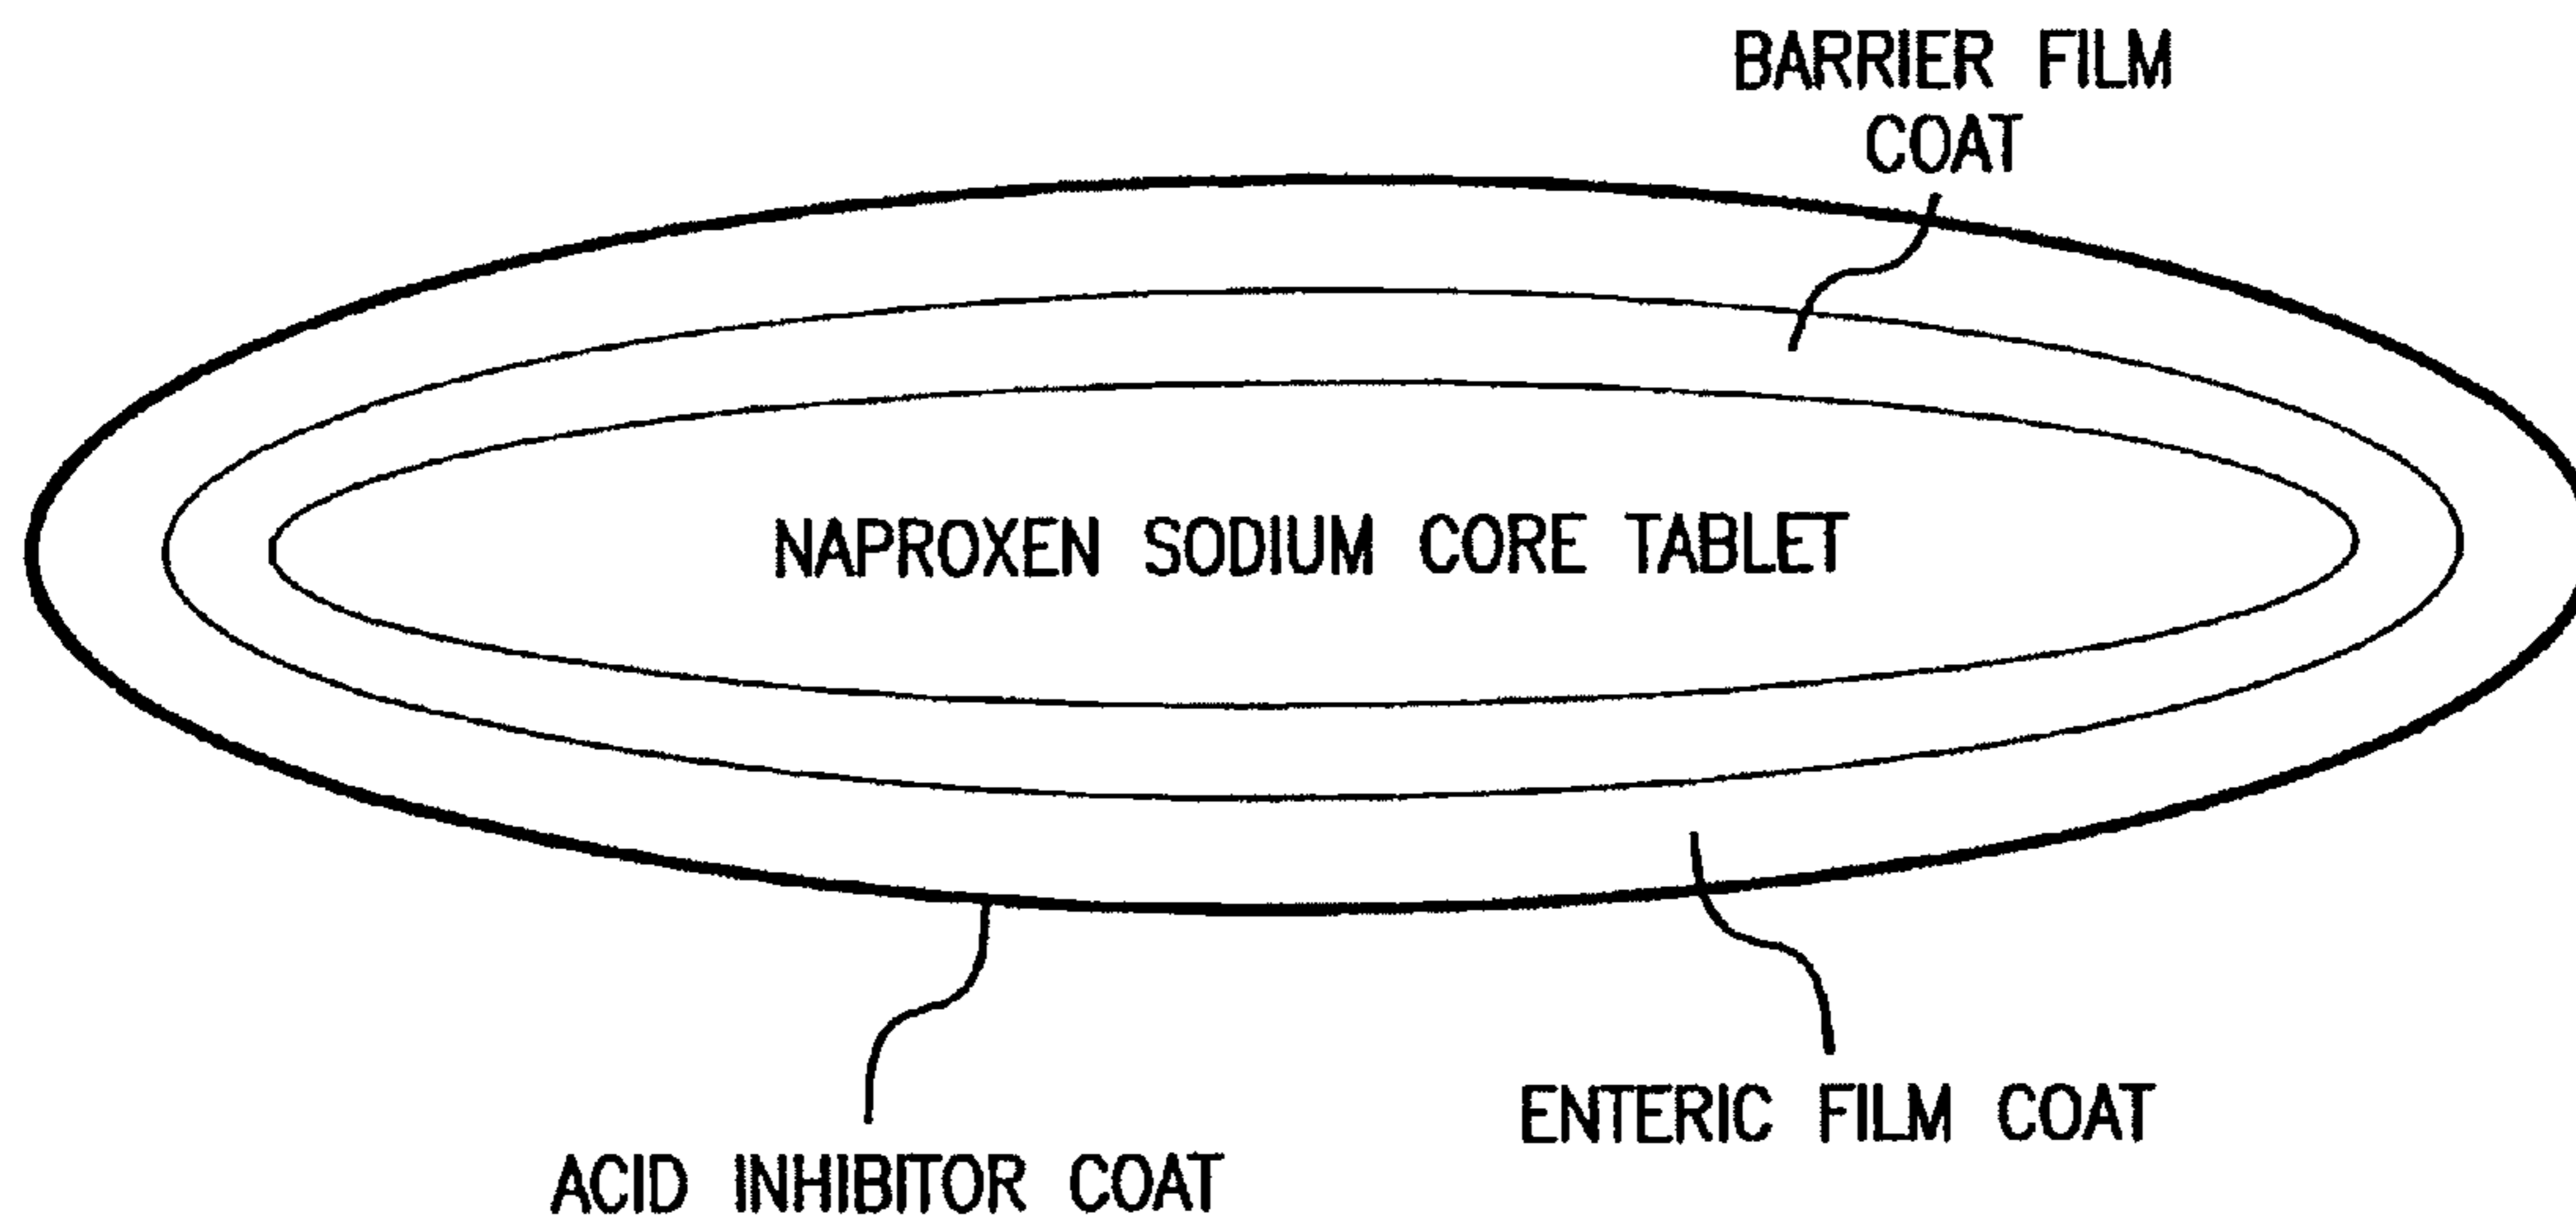 BARRIER FILM
COAT
NAPROXEN SODIUM CORE TABLET
ENTERIC FILM COAT
ACID INHIBITOR COAT